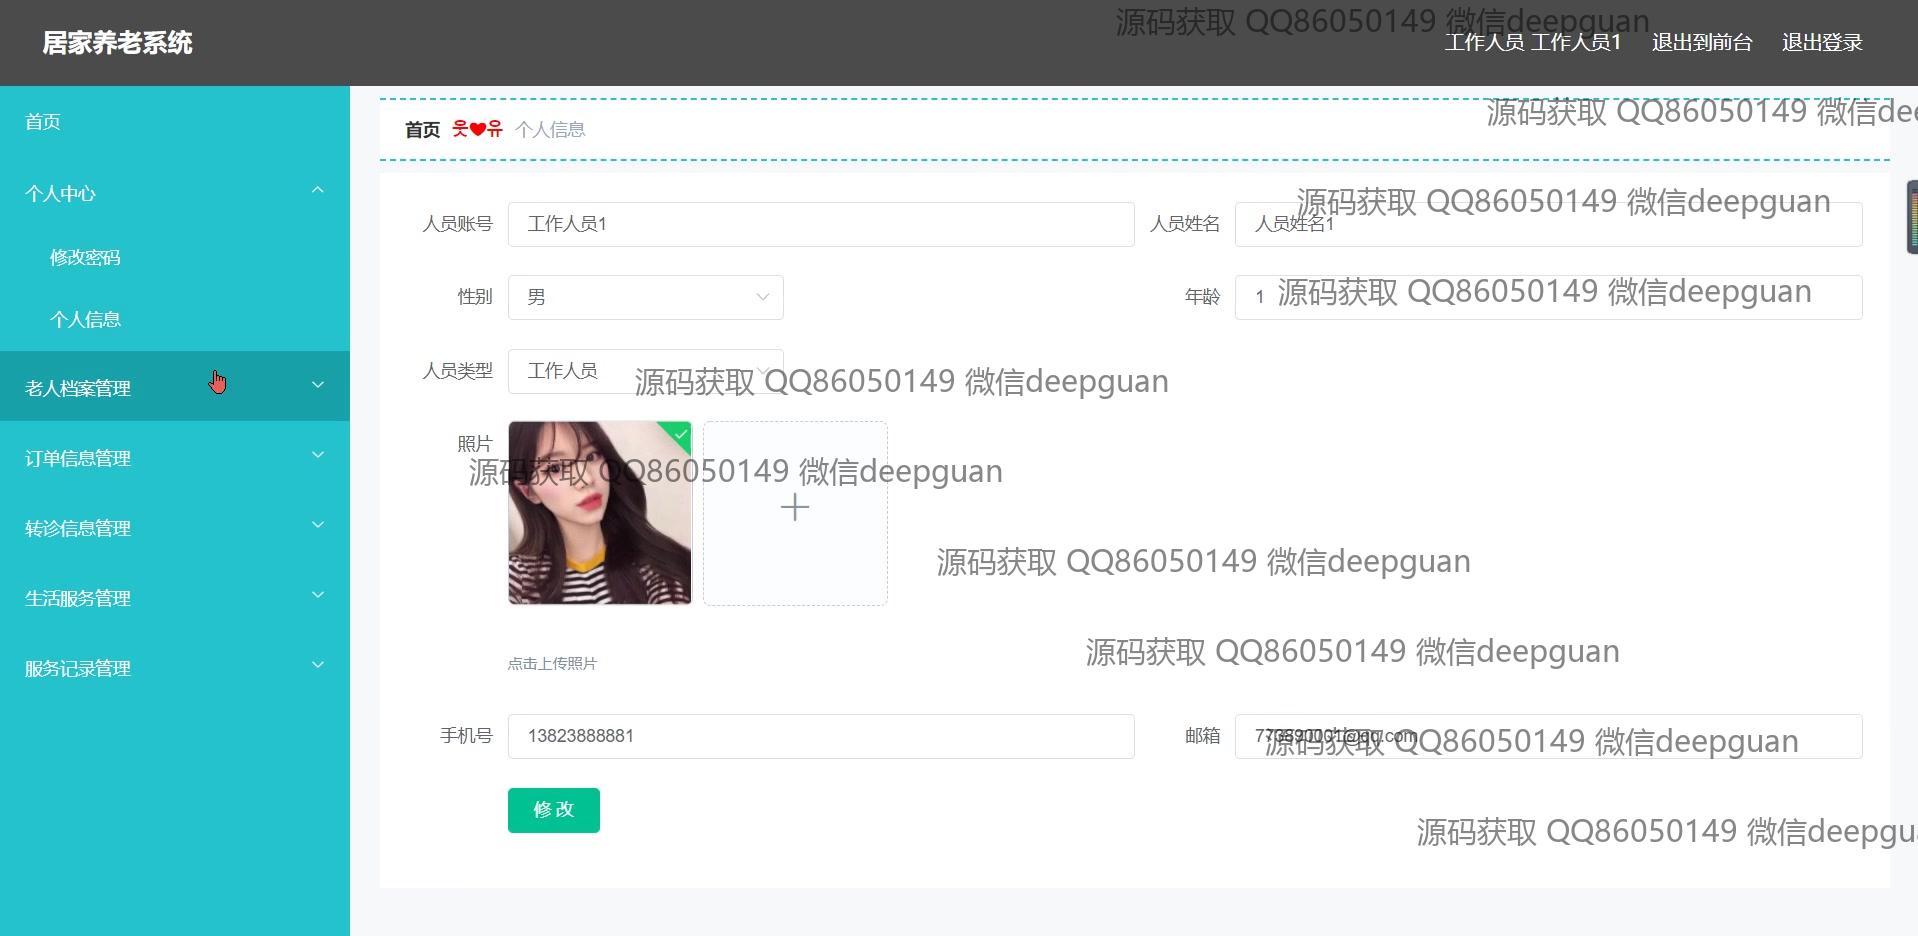 源码获取 QQ86050149 微信deepguan
居家养老系统
工作人员 工作人员1
退出到前台
退出登录
源码获取 QQ86050149 微信dee
首页
首页 웃❤유 个人信息
个人中心
源码获取 QQ86050149 微信deepguan
人员账号 工作人员1
人员姓名 人员姓名1
修改密码
性别 男
年龄 1
源码获取 QQ86050149 微信deepguan
个人信息
人员类型 工作人员
源码获取 QQ86050149 微信deepguan
老人档案管理
照片
订单信息管理
源码获取 QQ86050149 微信deepguan
转诊信息管理
源码获取 QQ86050149 微信deepguan
生活服务管理
源码获取 QQ86050149 微信deepguan
点击上传照片
服务记录管理
手机号 13823888881
邮箱 773890001@qq.com
源码获取 QQ86050149 微信deepguan
修改
源码获取 QQ86050149 微信deepgu